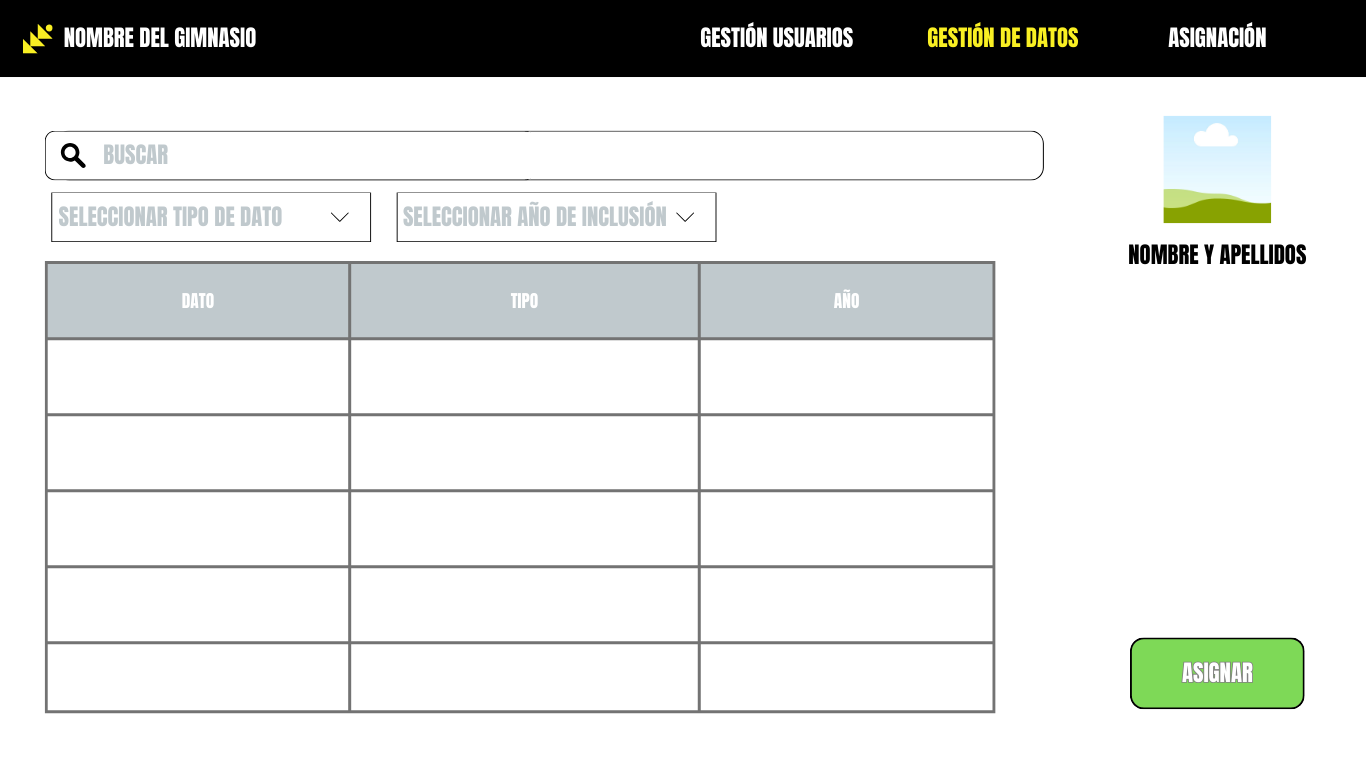 NOMBRE DEL GIMNASIO
GESTIÓN USUARIOS
GESTIÓN DE DATOS
ASIGNACIÓN
BUSCAR
SELECCIONAR TIPO DE DATO
SELECCIONAR AÑO DE INCLUSIÓN
NOMBRE Y APELLIDOS
DATO
TIPO
AÑO
ASIGNAR